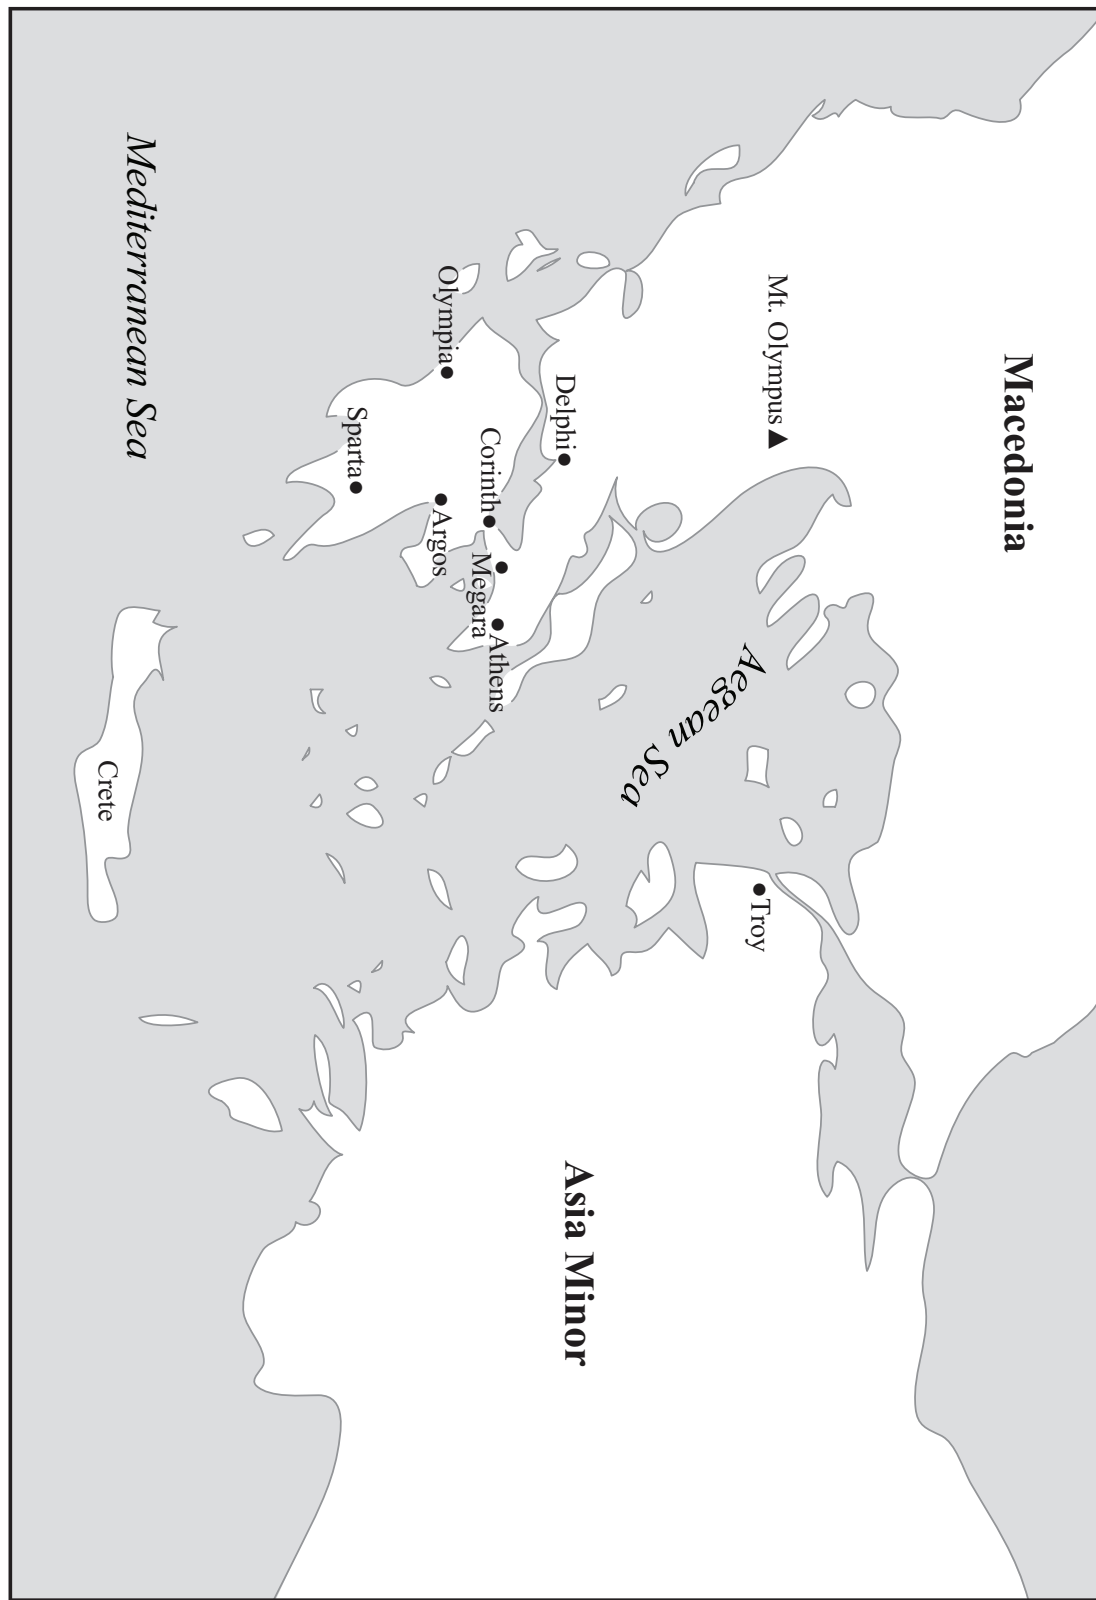 Macedonia
Mt. Olympus
Aegean Sea
Troy
Delphi
Asia Minor
Corinth
Athens
Megara
Olympia
Argos
Sparta
Mediterranean Sea
Crete